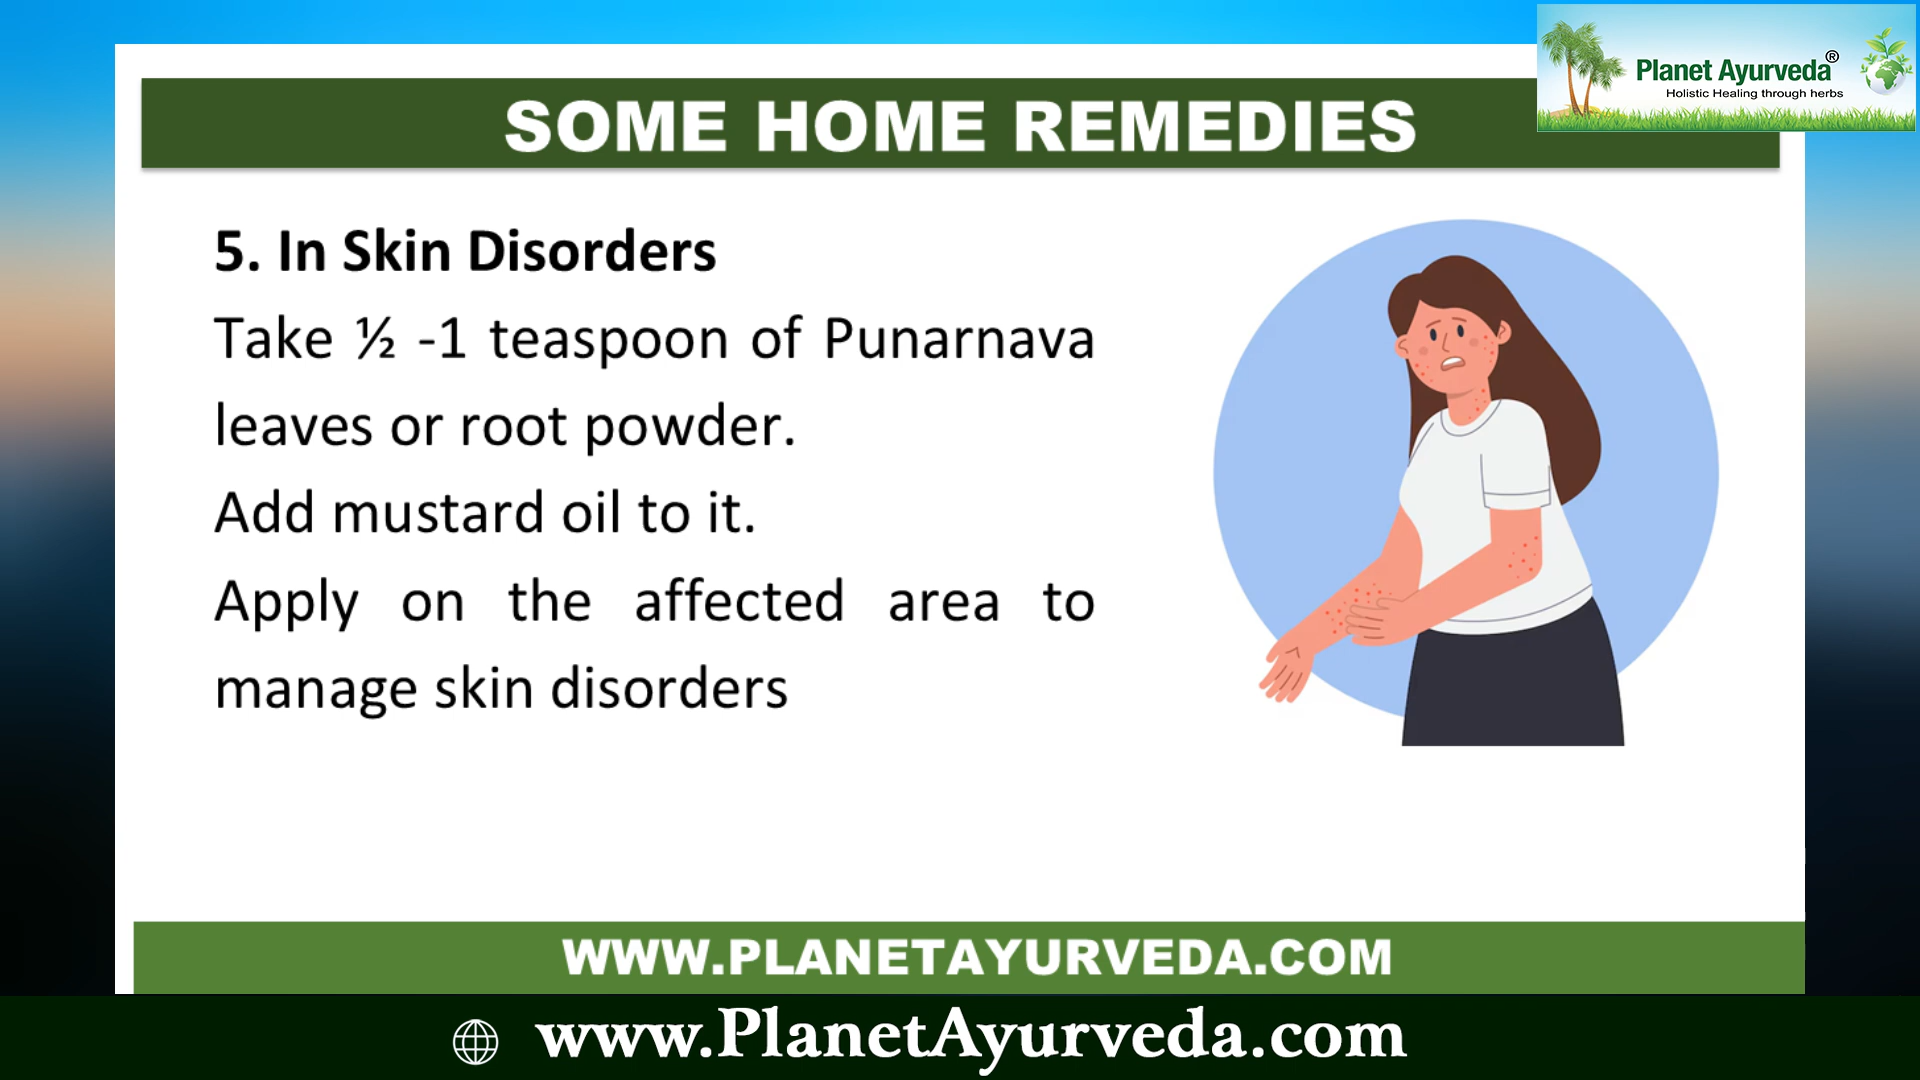 Planet Ayurveda®
Holistic Healing through herbs
SOME HOME REMEDIES
5. In Skin Disorders
Take ½ -1 teaspoon of Punarnava
leaves or root powder.
Add mustard oil to it.
Apply on the affected area to
manage skin disorders
WWW.PLANETAYURVEDA.COM
www.PlanetAyurveda.com